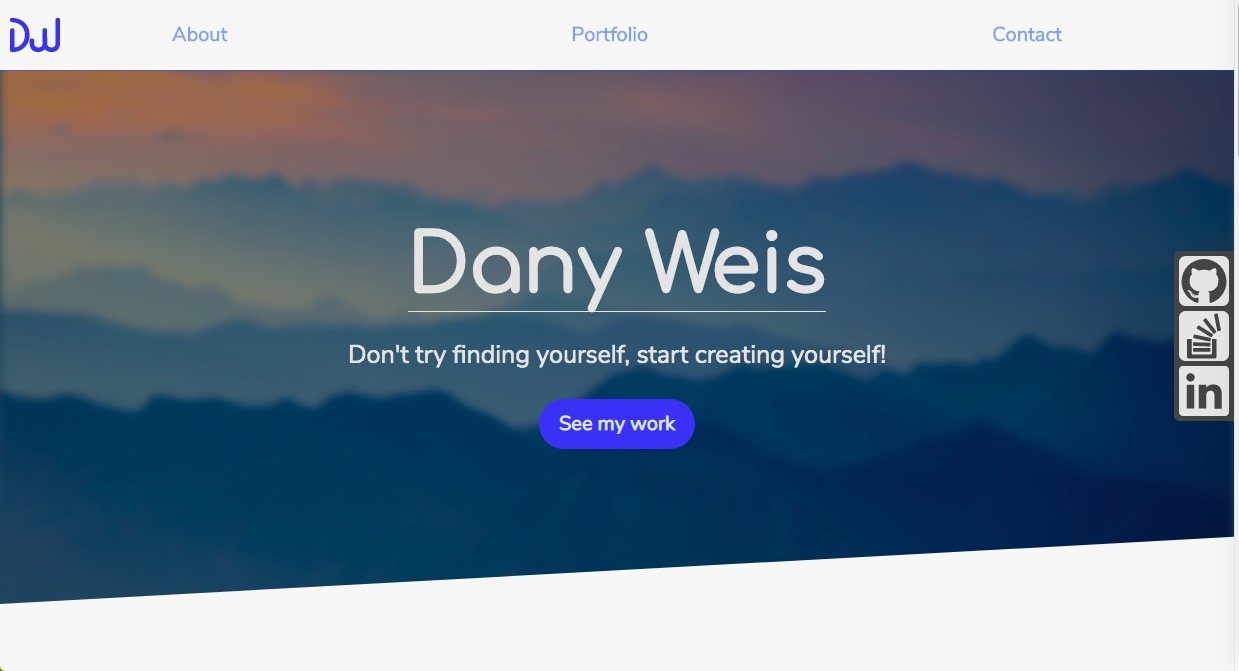 DW
About
Portfolio
Contact
Dany Weis
Don't try finding yourself, start creating yourself!
See my work
in